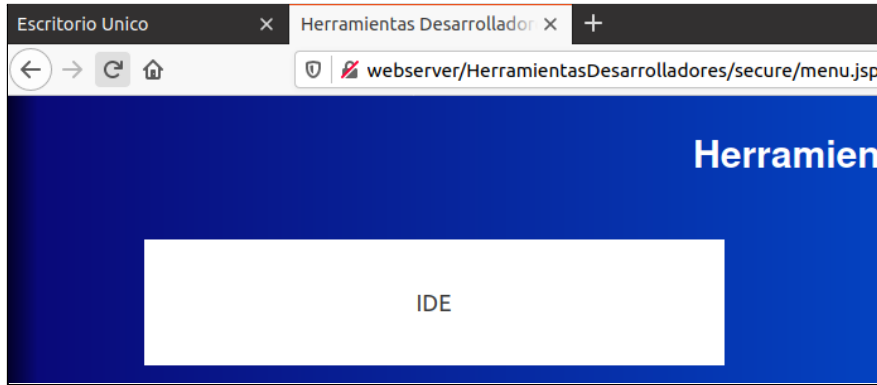 Escritorio Unico
Herramientas Desarrollador
webserver/HerramientasDesarrolladores/secure/menu.jsp
Herramien
IDE